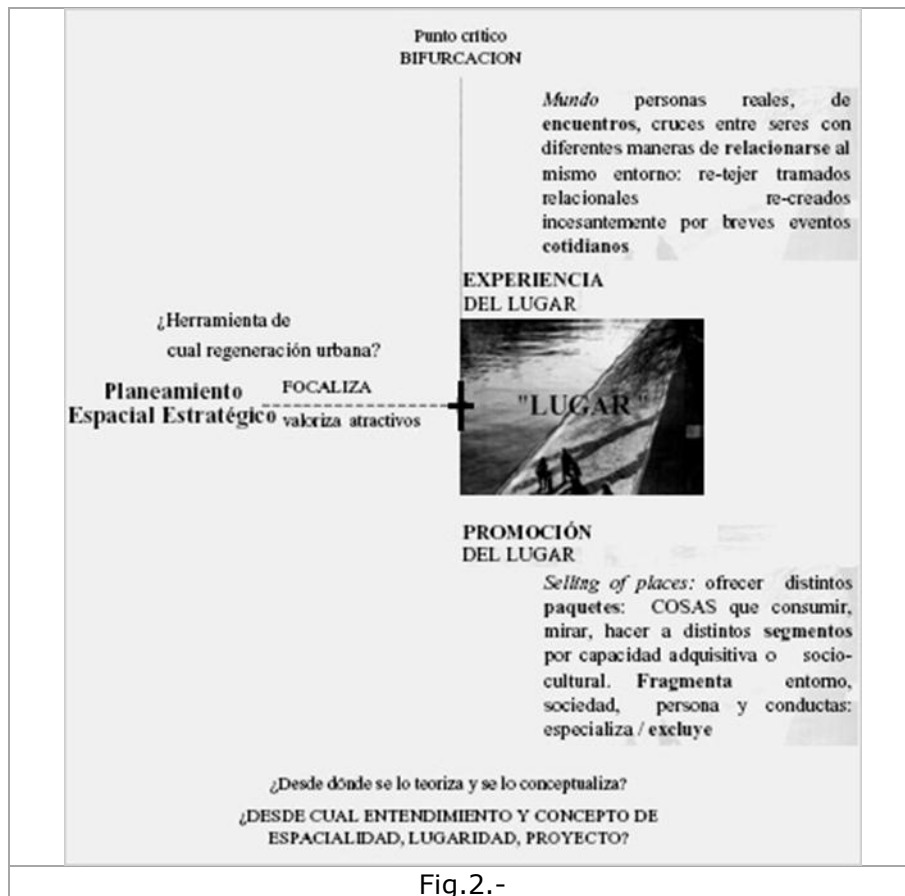 Punto crítico
BIFURCACION
Mundo personas reales, de
encuentros, cruces entre seres con
diferentes maneras de relacionarse al
mismo entorno: re-tejer tramados
relacionales re-creados
incesantemente por breves eventos
cotidianos
EXPERIENCIA
DEL LUGAR
¿Herramienta de
cual regeneración urbana?
Planeamiento
Espacial Estratégico
FOCALIZA
valoriza atractivos
"LUGAR"
PROMOCIÓN
DEL LUGAR
Selling of places: ofrecer distintos
paquetes: COSAS que consumir,
mirar, hacer a distintos segmentos
por capacidad adquisitiva o socio-
cultural. Fragmenta entorno,
sociedad, persona y conductas:
especializa / excluye
¿Desde dónde se lo teoriza y se lo conceptualiza?
¿DESDE CUAL ENTENDIMIENTO Y CONCEPTO DE
ESPACIALIDAD, LUGARIDAD, PROYECTO?
Fig.2.-